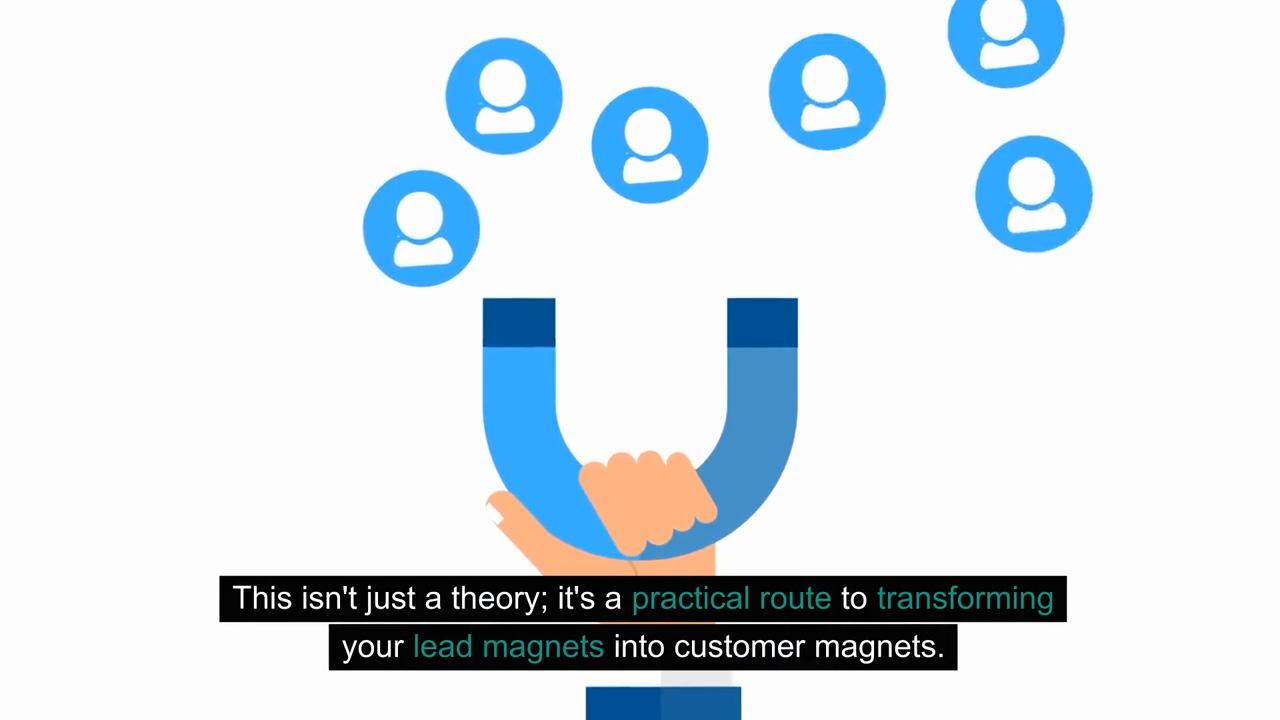 This isn't just a theory; it's a practical route to transforming
your lead magnets into customer magnets.